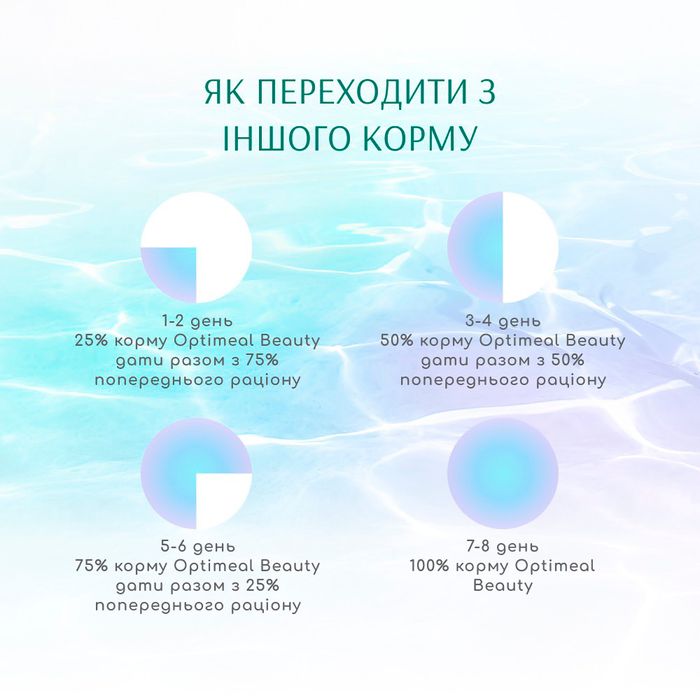 ЯК ПЕРЕХОДИТИ З
ІНШОГО КОРМУ
1-2 день
25% корму Optimeal Beauty
дати разом з 75%
попереднього раціону
3-4 день
50% корму Optimeal Beauty
дати разом з 50%
попереднього раціону
5-6 день
75% корму Optimeal Beauty
дати разом з 25%
попереднього раціону
7-8 день
100% корму Optimeal
Beauty